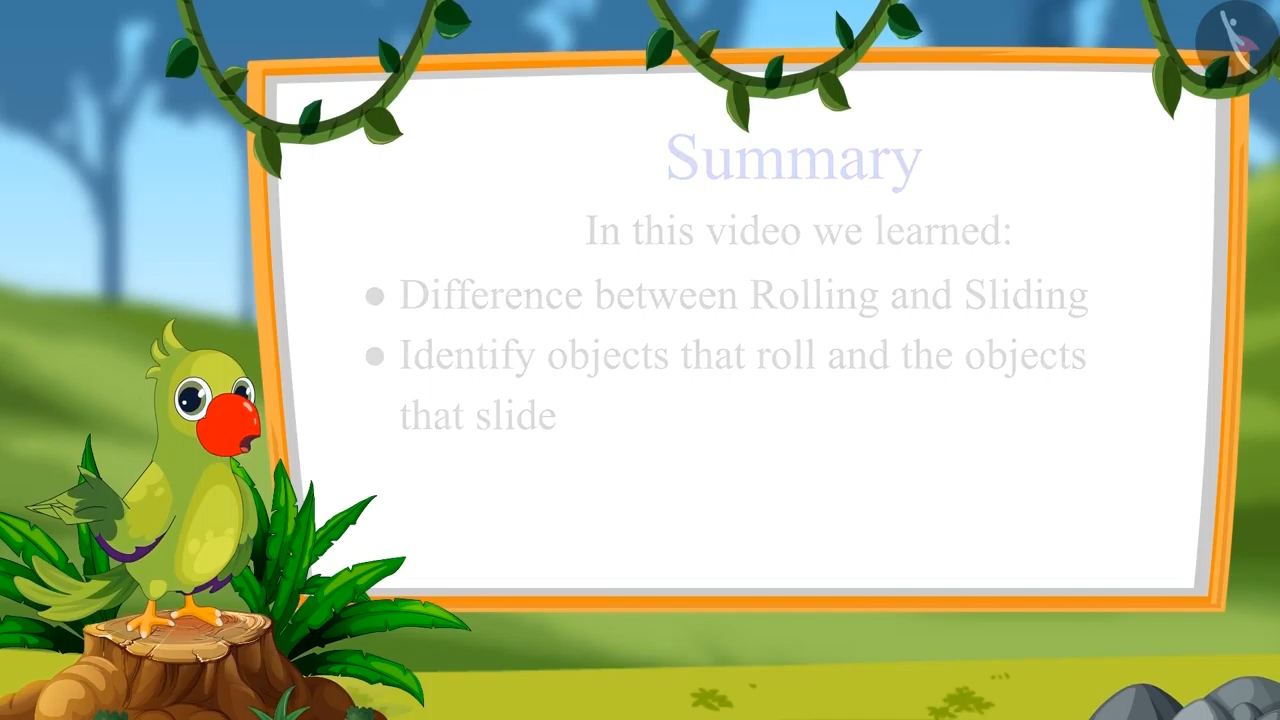 Summary
In this video we learned:
● Difference between Rolling and Sliding
● Identify objects that roll and the objects
that slide